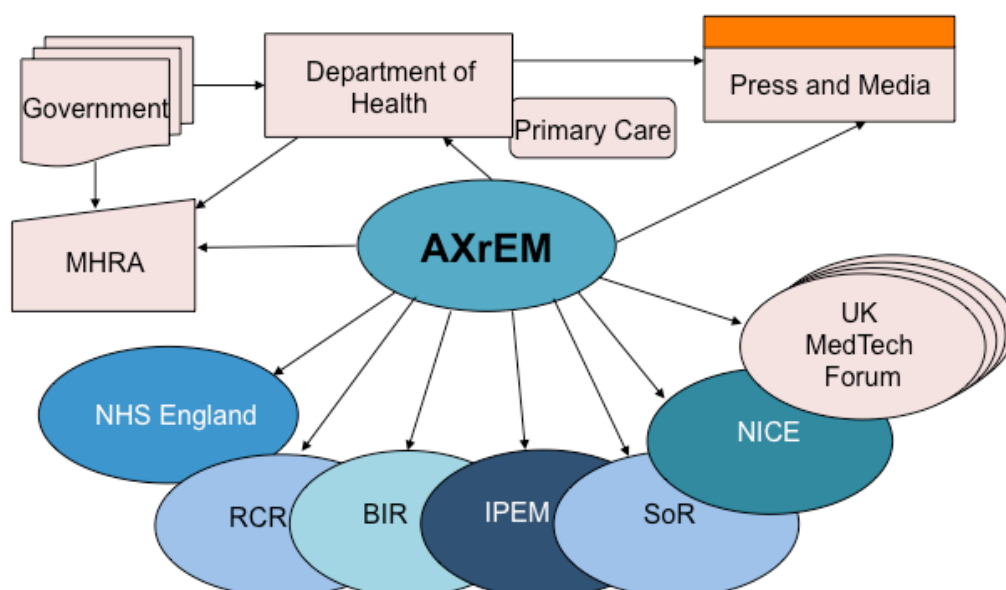 Government
Department of
Health
Press and Media
Primary Care
MHRA
AXrEM
UK
MedTech
Forum
NHS England
NICE
RCR
BIR
IPEM
SoR